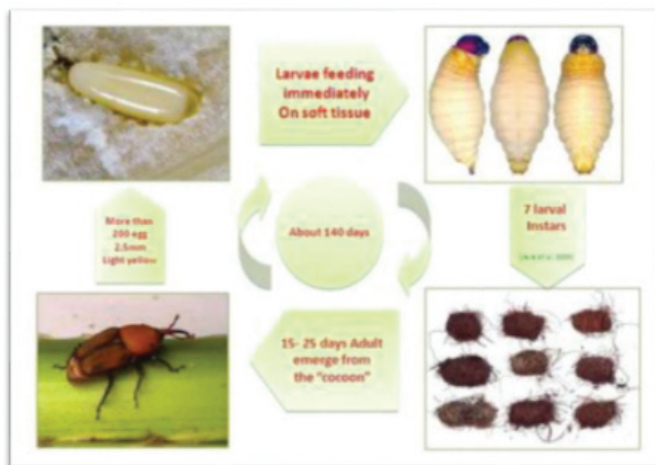 Larvae feeding
immediately
On soft tissue
More than
200 egg
2.5mm
Light yellow
About 140 days
7 larval
Instars
15- 25 days Adult
emerge from
the "cocoon"